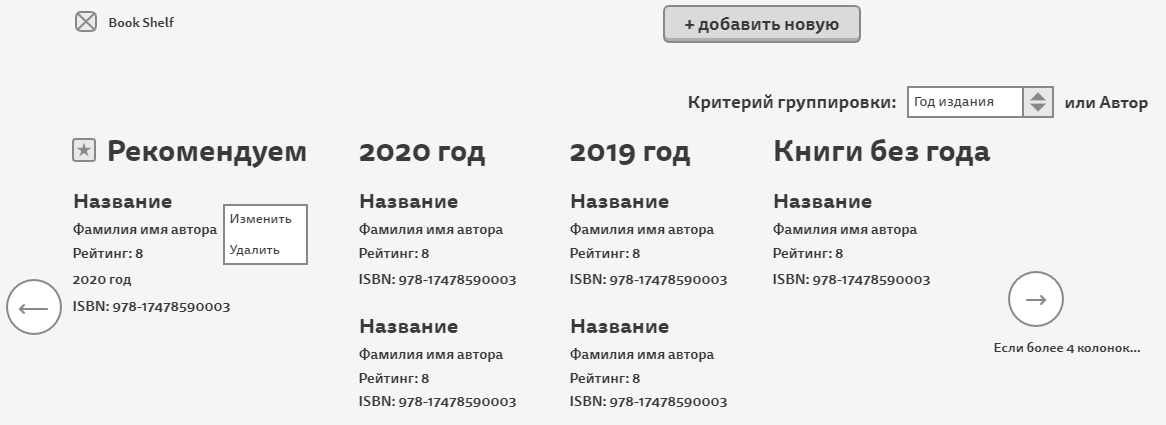 Book Shelf
+ добавить новую
Критерий группировки: Год издания или Автор
Рекомендуем
Название
Фамилия имя автора
Рейтинг: 8
2020 год
ISBN: 978-17478590003
Изменить
Удалить
2020 год
Название
Фамилия имя автора
Рейтинг: 8
ISBN: 978-17478590003
Название
Фамилия имя автора
Рейтинг: 8
ISBN: 978-17478590003
2019 год
Название
Фамилия имя автора
Рейтинг: 8
ISBN: 978-17478590003
Название
Фамилия имя автора
Рейтинг: 8
ISBN: 978-17478590003
Книги без года
Название
Фамилия имя автора
Рейтинг: 8
ISBN: 978-17478590003
Если более 4 колонок...